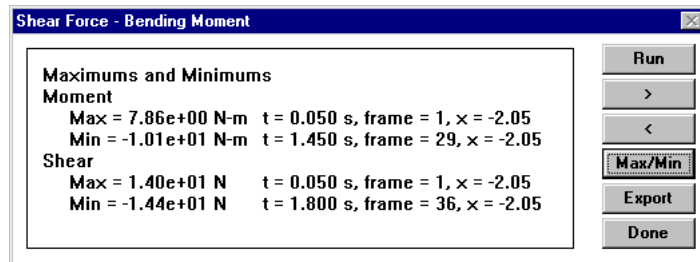 Shear Force - Bending Moment
Maximums and Minimums
Moment
Max = 7.86e+00 N-m t = 0.050 s, frame = 1, x = -2.05
Min = -1.01e+01 N-m t = 1.450 s, frame = 29, x = -2.05
Shear
Max = 1.40e+01 N t = 0.050 s, frame = 1, x = -2.05
Min = -1.44e+01 N t = 1.800 s, frame = 36, x = -2.05
Run
>
<
Max/Min
Export
Done